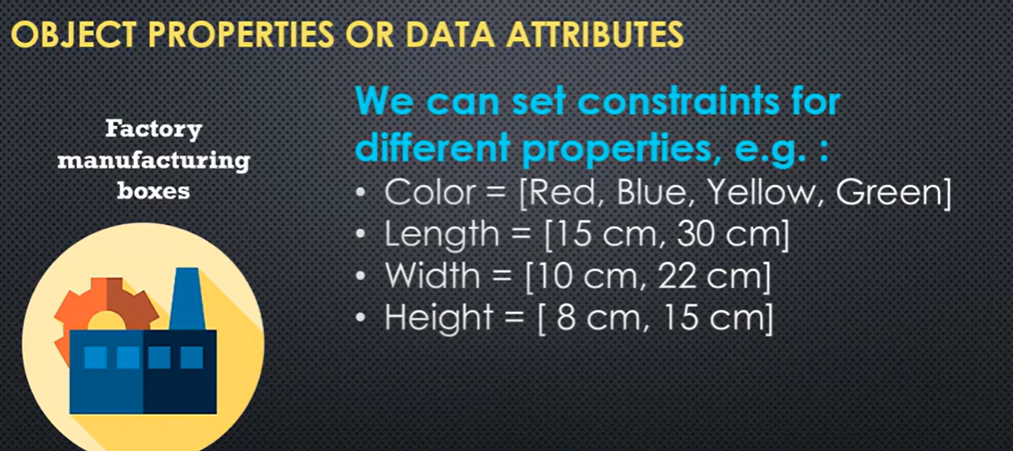 OBJECT PROPERTIES OR DATA ATTRIBUTES
Factory
manufacturing
boxes
We can set constraints for
different properties, e.g. :
• Color = [Red, Blue, Yellow, Green]
• Length = [15 cm, 30 cm]
• Width = [10 cm, 22 cm]
• Height = [ 8 cm, 15 cm]